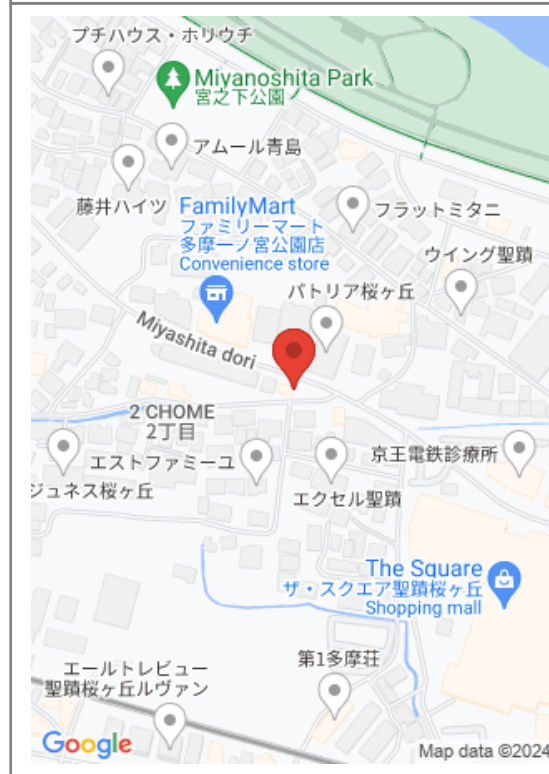 プチハウス・ホリウチ
Miyanoshita Park
宮之下公園
アムール青島
藤井ハイツ
FamilyMart
ファミリーマート
多摩一ノ宮公園店
Convenience store
フラットミタニ
ウイング聖蹟
パトリア桜ヶ丘
Miyashita dori
2 CHOME
2丁目
エストファミーユ
京王電鉄診療所
ジュネス桜ヶ丘
エクセル聖蹟
The Square
ザ・スクエア聖蹟桜ヶ丘
Shopping mall
第1多摩荘
エールトレビュー
聖蹟桜ヶ丘ルヴァン
Google
Map data ©2024